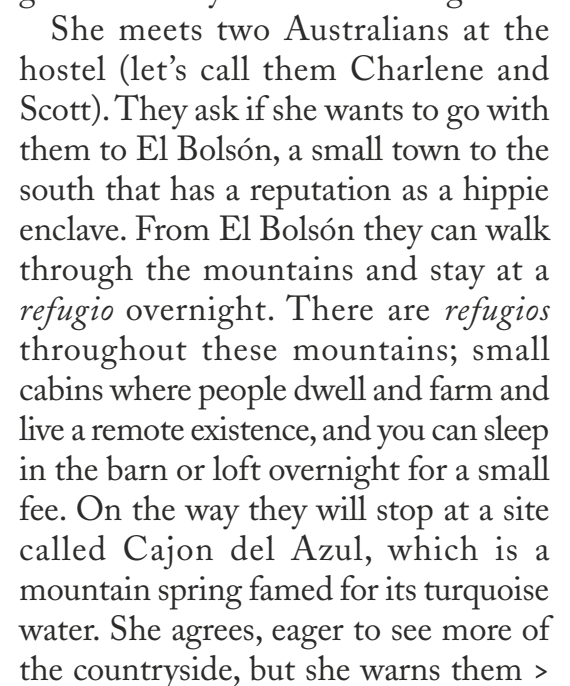 She meets two Australians at the
hostel (let's call them Charlene and
Scott). They ask if she wants to go with
them to El Bolsón, a small town to the
south that has a reputation as a hippie
enclave. From El Bolsón they can walk
through the mountains and stay at a
refugio overnight. There are refugios
throughout these mountains; small
cabins where people dwell and farm and
live a remote existence, and you can sleep
in the barn or loft overnight for a small
fee. On the way they will stop at a site
called Cajon del Azul, which is a
mountain spring famed for its turquoise
water. She agrees, eager to see more of
the countryside, but she warns them >